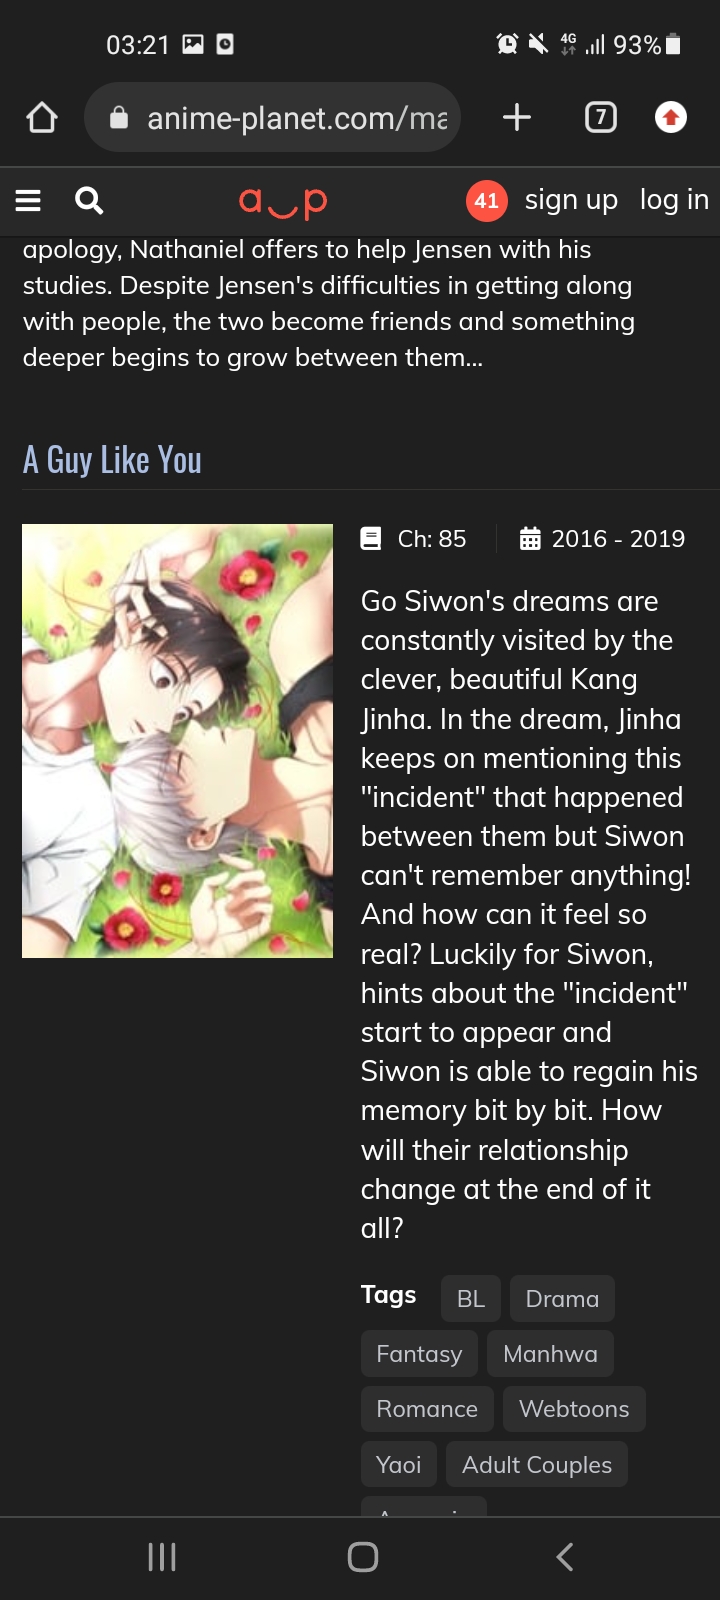 03:21
4G
93%
anime-planet.com/ma
7
a‿p
41
sign up
log in
apology, Nathaniel offers to help Jensen with his
studies. Despite Jensen's difficulties in getting along
with people, the two become friends and something
deeper begins to grow between them...
A Guy Like You
Ch: 85
2016 - 2019
Go Siwon's dreams are
constantly visited by the
clever, beautiful Kang
Jinha. In the dream, Jinha
keeps on mentioning this
"incident" that happened
between them but Siwon
can't remember anything!
And how can it feel so
real? Luckily for Siwon,
hints about the "incident"
start to appear and
Siwon is able to regain his
memory bit by bit. How
will their relationship
change at the end of it
all?
Tags BL Drama
Fantasy Manhwa
Romance Webtoons
Yaoi Adult Couples